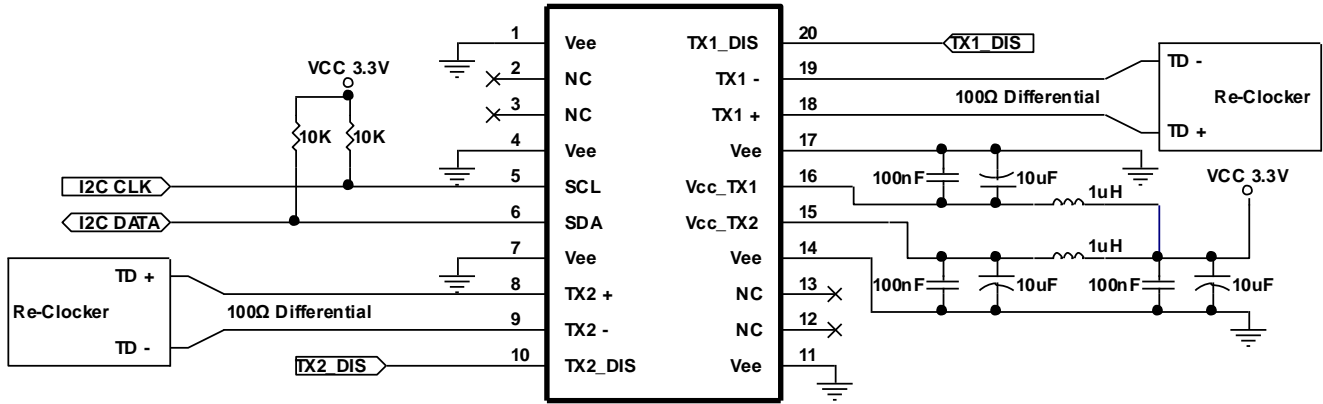 1 Vee TX1_DIS 20 TX1_DIS
2 NC TX1 - 19 TD -
VCC 3.3V
3 NC TX1 + 18 100Ω Differential Re-Clocker
10K 10K
TD +
4 Vee Vee 17
I2C CLK 5 SCL Vcc_TX1 16 100nF 10uF VCC 3.3V
1uH
I2C DATA 6 SDA Vcc_TX2 15
1uH
7 Vee Vee 14
TD + 8 TX2 + NC 13 100nF 10uF 100nF 10uF
Re-Clocker 100Ω Differential
9 TX2 - NC 12
TD -
TX2_DIS 10 TX2_DIS Vee 11